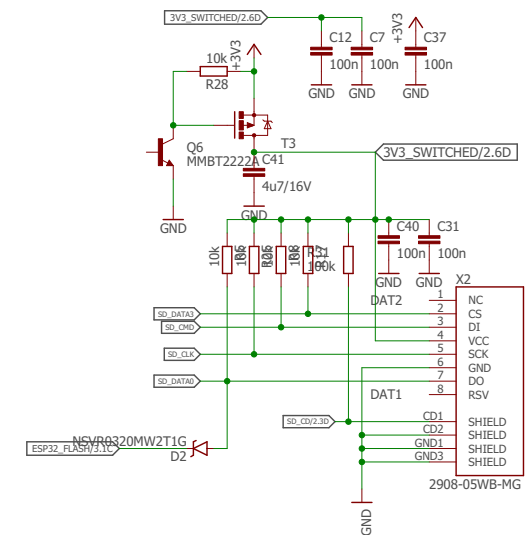 3V3_SWITCHED/2.6D
+3V3
10k
R28
C12
100n
GND
C7
100n
GND
+3V3
C37
100n
GND
Q6
MMBT2222A
GND
T3
C41
4u7/16V
GND
3V3_SWITCHED/2.6D
10k
100k
C40
100n
GND
C31
100n
X2
DAT2
1 NC
2 CS
3 DI
4 VCC
5 SCK
6 GND
7 DO
8 RSV
DAT1
CD1 SHIELD
CD2 SHIELD
GND1 SHIELD
GND3 SHIELD
2908-05WB-MG
SD_DATA3
SD_CMD
SD_CLK
SD_DATA0
SD_CD/2.3D
NSVR0320MW2T1G
ESP32_FLASH/3.1C
D2
GND